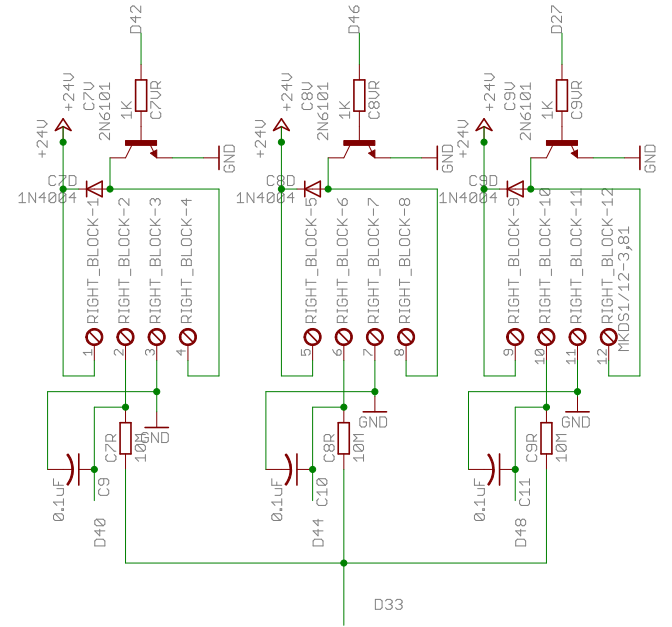 D42
D46
D27
+24V
+24V
C7V
2N6101
1K
C7VR
GND
+24V
+24V
C8V
2N6101
1K
C8VR
GND
+24V
+24V
C9V
2N6101
1K
C9VR
GND
C7D
1N4004
C8D
1N4004
C9D
1N4004
RIGHT_BLOCK-1
RIGHT_BLOCK-2
RIGHT_BLOCK-3
RIGHT_BLOCK-4
RIGHT_BLOCK-5
RIGHT_BLOCK-6
RIGHT_BLOCK-7
RIGHT_BLOCK-8
RIGHT_BLOCK-9
RIGHT_BLOCK-10
RIGHT_BLOCK-11
RIGHT_BLOCK-12
MKDS1/12-3,81
1
2
3
4
5
6
7
8
9
10
11
12
GND
GND
GND
C7R
10M
C8R
10M
C9R
10M
0.1uF
C9
0.1uF
C10
0.1uF
C11
D40
D44
D48
D33